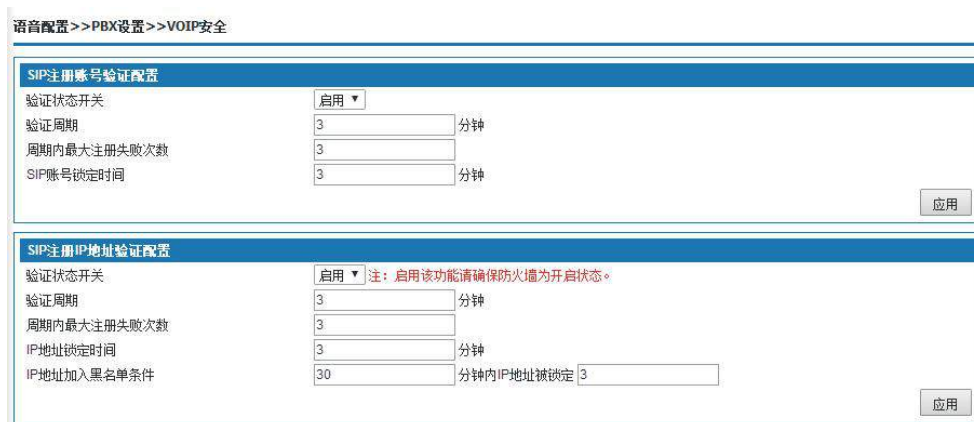 语音配置>>PBX设置>>VOIP安全
SIP注册账号验证配置
验证状态开关 启用
验证周期 3 分钟
周期内最大注册失败次数 3
SIP账号锁定时间 3 分钟
应用
SIP注册IP地址验证配置
验证状态开关 启用 注：启用该功能请确保防火墙为开启状态。
验证周期 3 分钟
周期内最大注册失败次数 3
IP地址锁定时间 3 分钟
IP地址加入黑名单条件 30 分钟内IP地址被锁定 3
应用